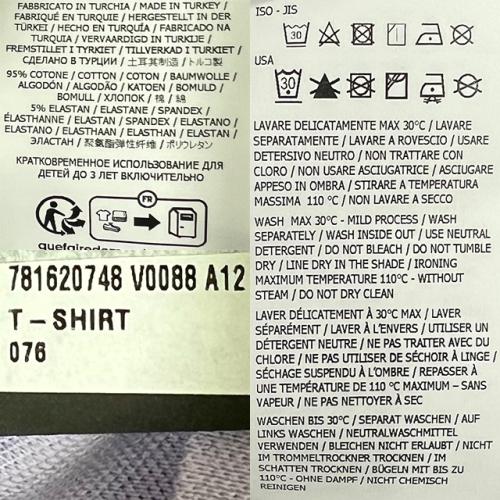 FABBRICATO IN TURCHIA / MADE IN TURKEY /
FABRIQUÉ EN TURQUIE / HERGESTELLT IN DER
TÜRKEI / HECHO EN TURQUÍA / FABRICADO NA
TURQUIA / VERVAARDIGD IN TURKIJE /
FREMSTILLET I TYRKIET / TILLVERKAD I TURKIET /
СДЕЛАНО В ТУРЦИИ / 土耳其制造 / トルコ製
95% COTONE / COTTON / COTON / BAUMWOLLE /
ALGODÓN / ALGODÃO / KATOEN / BOMULD /
BOMULL / ХЛОПОК / 棉 / 綿
5% ELASTAN / ELASTANE / SPANDEX /
ÉLASTHANNE / ELASTAN / SPANDEX / ELASTANO /
ELASTANO / ELASTHAAN / ELASTHAN / ELASTAN /
ЭЛАСТАН / 聚氨酯弹性纤维 / ポリウレタン
КРАТКОВРЕМЕННОЕ ИСПОЛЬЗОВАНИЕ ДЛЯ
ДЕТЕЙ ДО 3 ЛЕТ
FR
781620748 V0088 A12
T-SHIRT
076
ISO - JIS
30
USA
30
LAVARE DELICATAMENTE MAX 30°C / LAVARE
SEPARATAMENTE / LAVARE A ROVESCIO / USARE
DETERSIVO NEUTRO / NON TRATTARE CON
CLORO / NON USARE ASCIUGATRICE / ASCIUGARE
APPESO IN OMBRA / STIRARE A TEMPERATURA
MASSIMA 110 °C / NON LAVARE A SECCO
WASH MAX 30°C - MILD PROCESS / WASH
SEPARATELY / WASH INSIDE OUT / USE NEUTRAL
DETERGENT / DO NOT BLEACH / DO NOT TUMBLE
DRY / LINE DRY IN THE SHADE / IRONING
MAXIMUM TEMPERATURE 110°C - WITHOUT
STEAM / DO NOT DRY CLEAN
LAVER DÉLICATEMENT À 30°C MAX / LAVER
SÉPARÉMENT / LAVER À L'ENVERS / UTILISER UN
DÉTERGENT NEUTRE / NE PAS TRAITER AVEC DU
CHLORE / NE PAS UTILISER DE SÉCHOIR À LINGE /
SÉCHAGE SUSPENDU À L'OMBRE / REPASSER À
UNE TEMPÉRATURE DE 110 °C MAXIMUM – SANS
VAPEUR / NE PAS NETTOYER À SEC
WASCHEN BIS 30°C / SEPARAT WASCHEN / AUF
LINKS WASCHEN / NEUTRALWASCHMITTEL
VERWENDEN / BLEICHEN NICHT ERLAUBT / NICHT
IM TROMMELTROCKNER TROCKNEN / IM
SCHATTEN TROCKNEN / BÜGELN MIT BIS ZU
110°C - OHNE DAMPF / NICHT CHEMISCH
REINIGEN